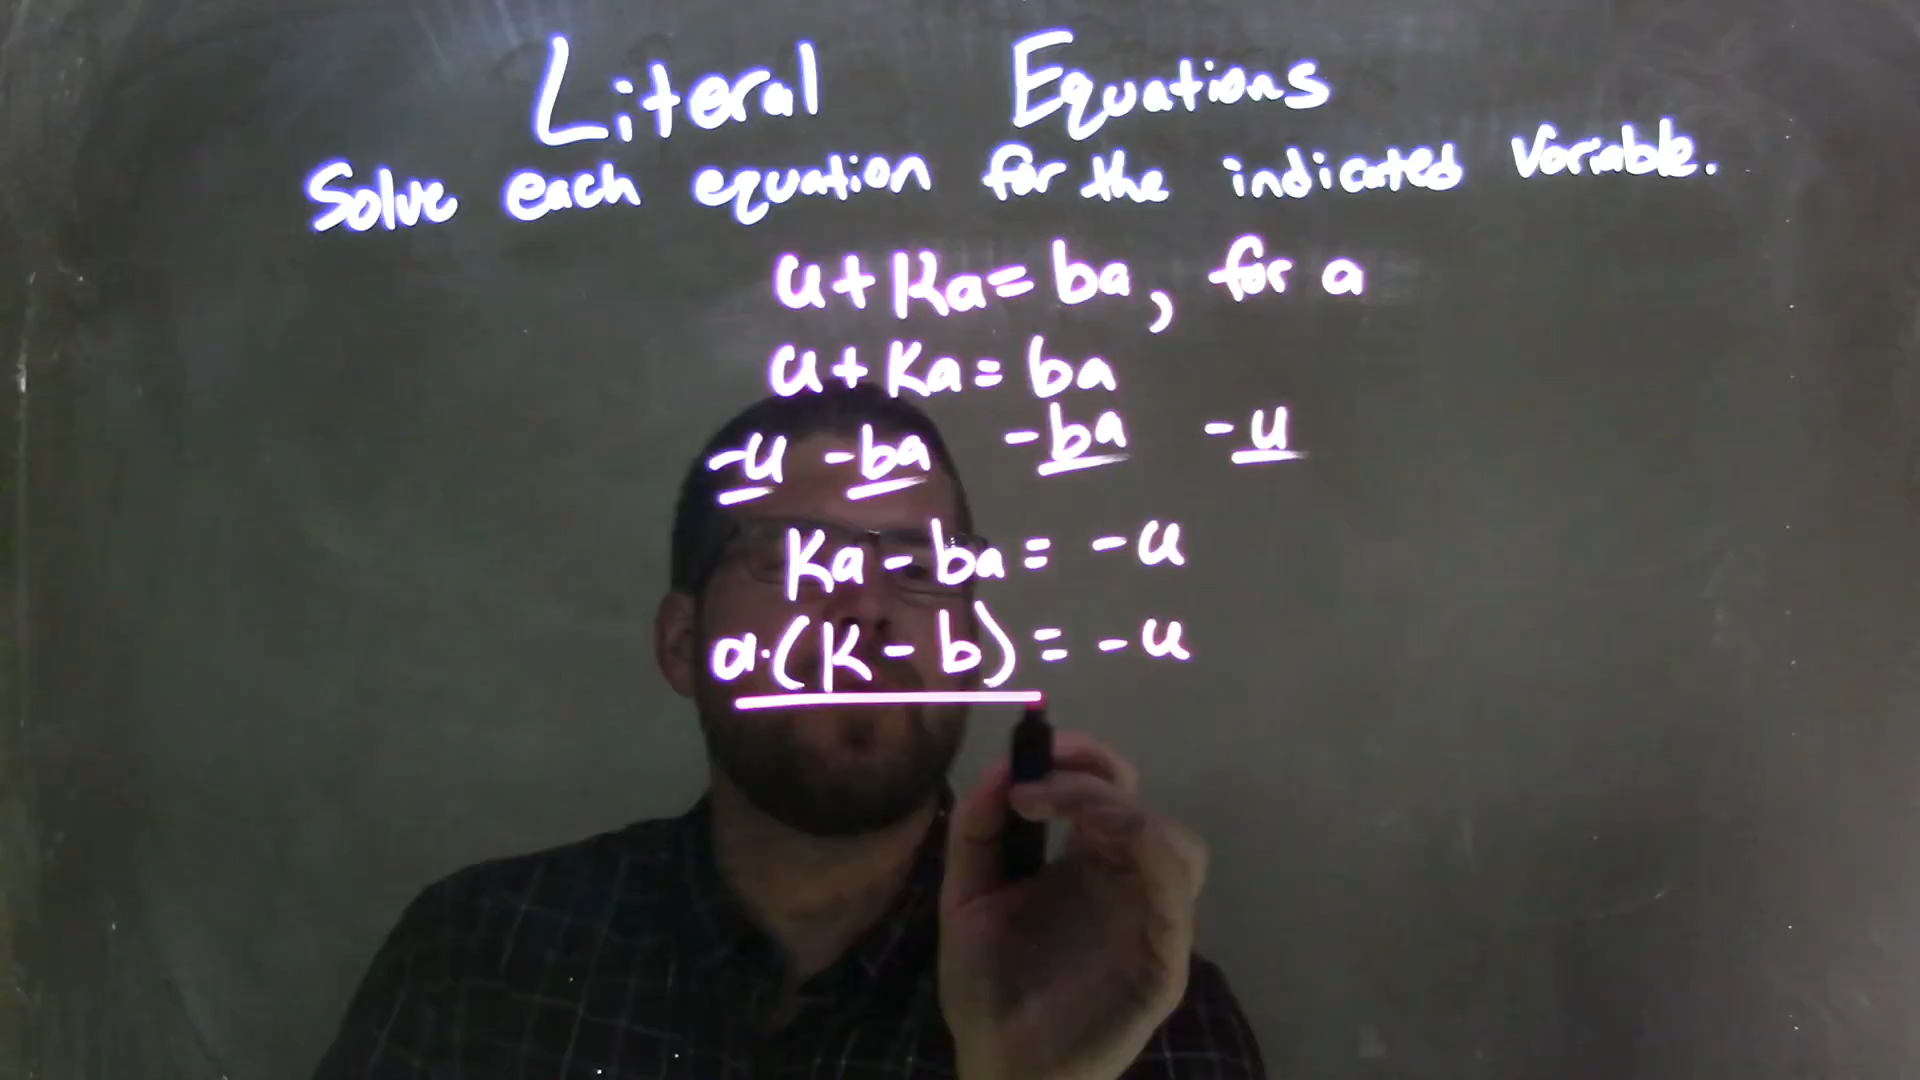 Literal Equations
Solve each equation for the indicated variable.
u+Ka=ba, for a
u+Ka=ba
-u -ba -ba -u
Ka-ba=-u
a·(K-b)=-u